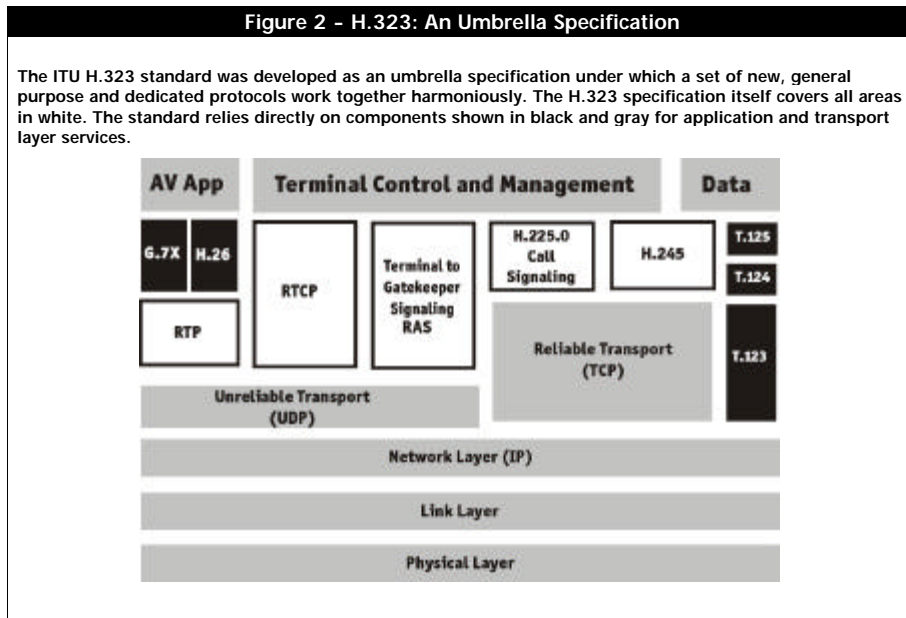 Figure 2 - H.323: An Umbrella Specification
The ITU H.323 standard was developed as an umbrella specification under which a set of new, general
purpose and dedicated protocols work together harmoniously. The H.323 specification itself covers all areas
in white. The standard relies directly on components shown in black and gray for application and transport
layer services.
AV App
Terminal Control and Management
Data
G.7X
H.26
RTP
RTCP
Terminal to
Gatekeeper
Signaling
RAS
H.225.0
Call
Signaling
H.245
T.125
T.124
T.123
Reliable Transport
(TCP)
Unreliable Transport
(UDP)
Network Layer (IP)
Link Layer
Physical Layer